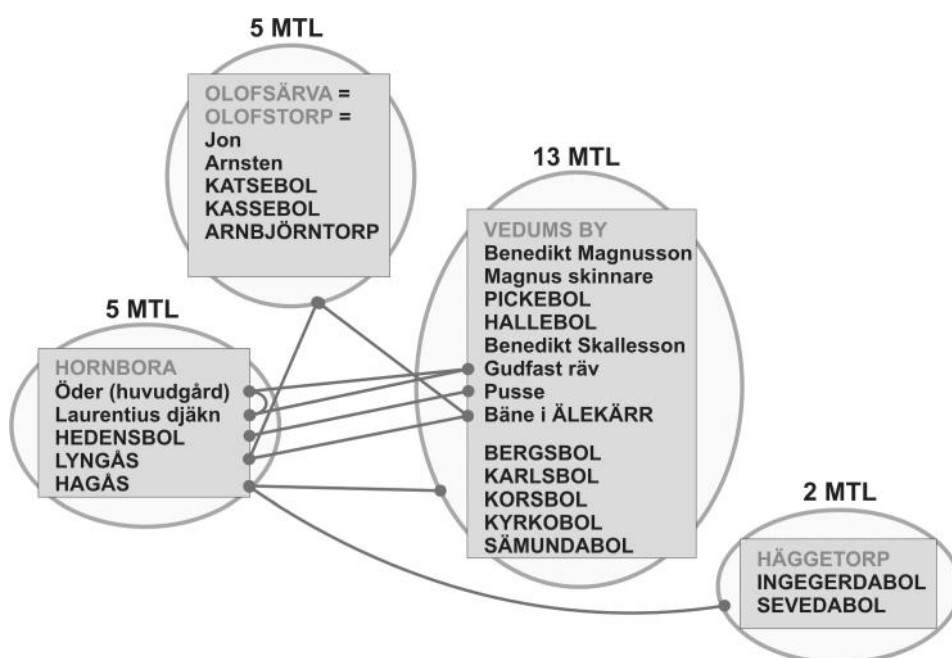 5 MTL
OLOFSÄRVA =
OLOFSTORP =
Jon
Arnsten
KATSEBOL
KASSEBOL
ARNBJÖRNTORP
13 MTL
VEDUMS BY
Benedikt Magnusson
Magnus skinnare
PICKEBOL
HALLEBOL
Benedikt Skallesson
Gudfast räv
Pusse
Bäne i ÄLEKÄRR
BERGSBOL
KARLSBOL
KORSBOL
KYRKOBOL
SÄMUNDABOL
5 MTL
HORNBORA
Öder (huvudgård)
Laurentius djäkn
HEDENSBOL
LYNGÅS
HAGÅS
2 MTL
HÄGGETORP
INGEGERDABOL
SEVEDABOL